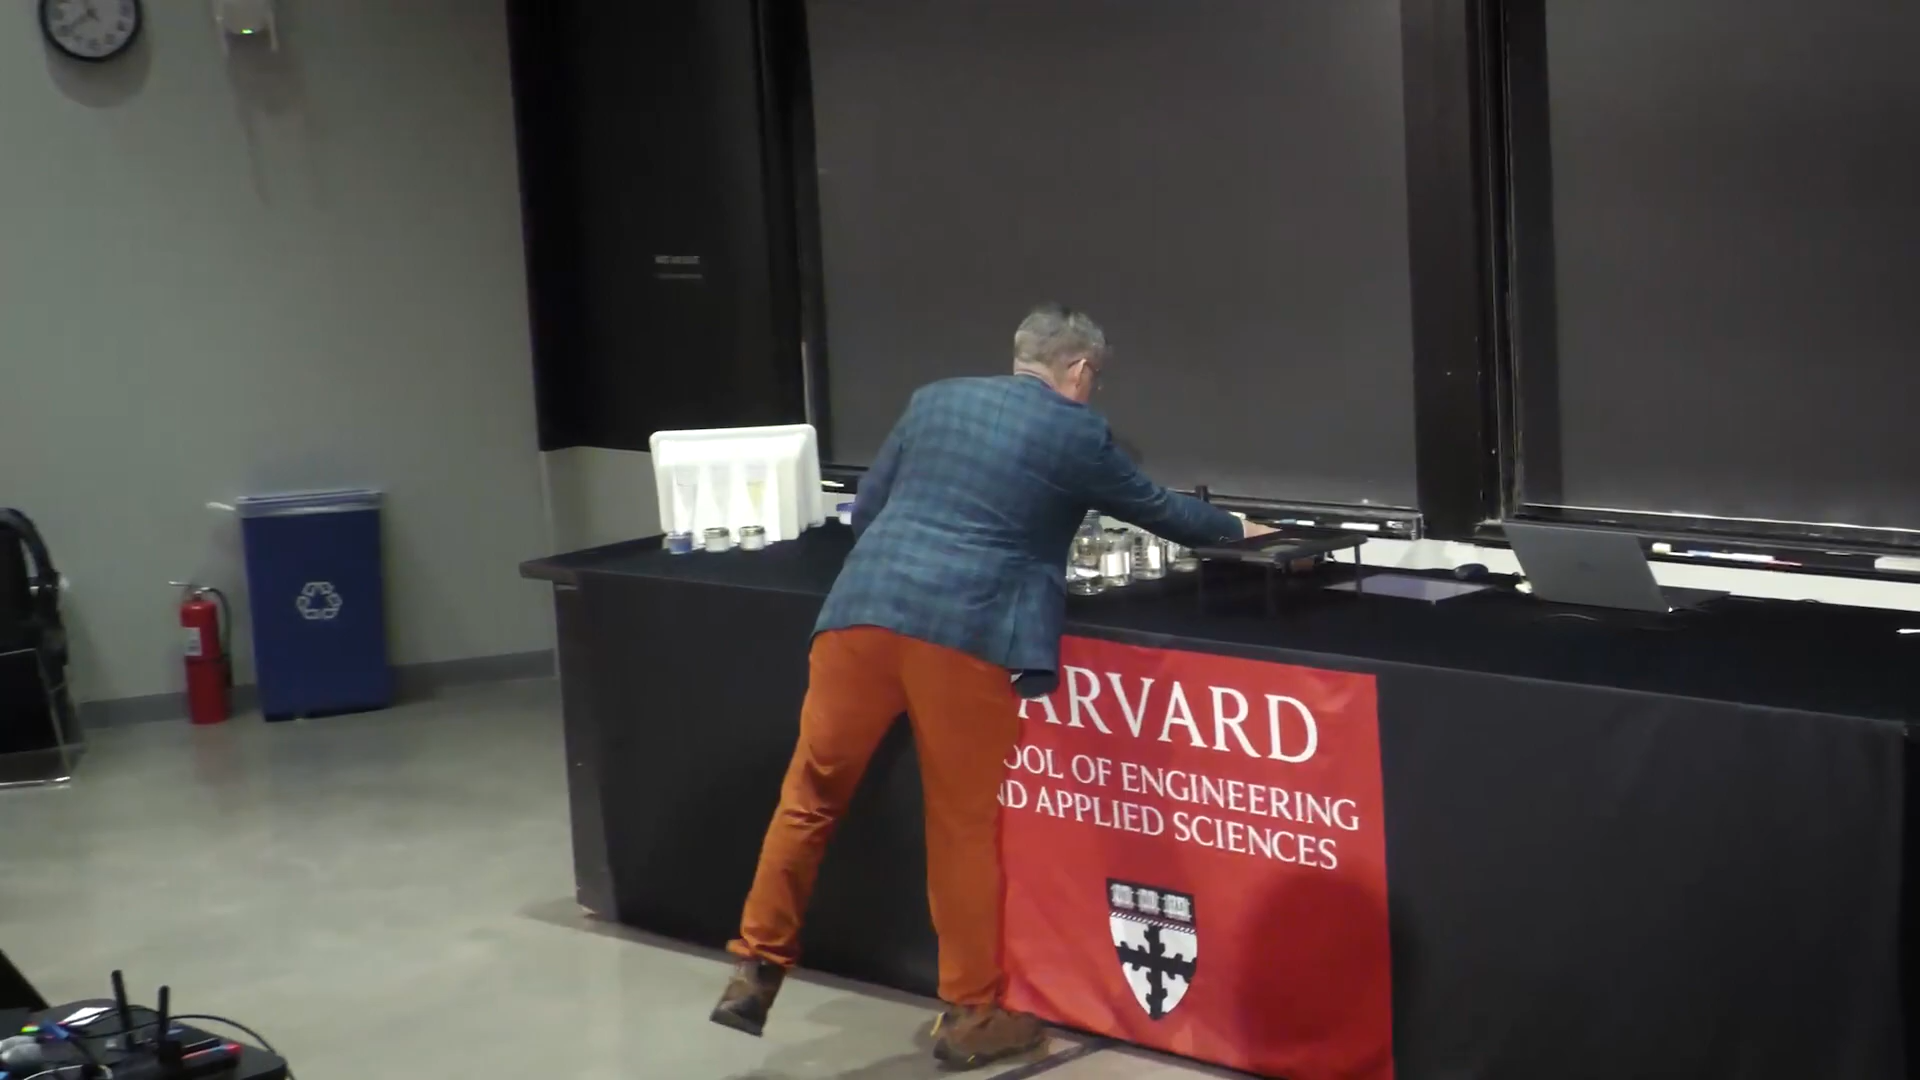 ARVARD
OOL OF ENGINEERING
ND APPLIED SCIENCES